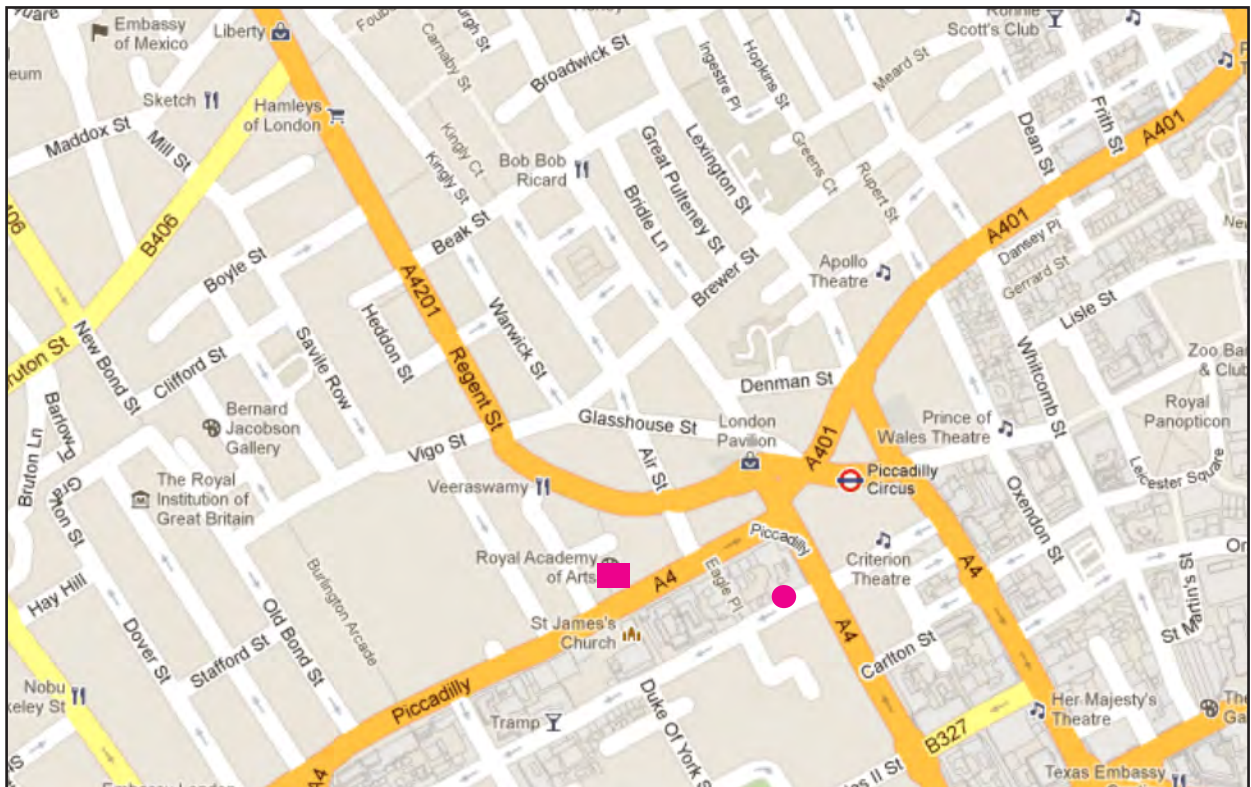 Embassy
of Mexico
Liberty
Sketch
Hamleys
of London
Maddox St
Mill St
B406
Carnaby St
Kingly Ct
Kingly St
Broadwick St
Ingestre Pl
Hopkins St
Meard St
Scott's Club
Frith St
Dean St
A401
Bob Bob
Ricard
Great Pulteney St
Lexington St
Bridle Ln
Greens Ct
Rupert St
Beak St
Boyle St
A4201
Brewer St
Apollo
Theatre
A401
Dansey Pl
Gerrard St
Lisle St
New Bond St
Clifford St
Savile Row
Heddon St
Warwick St
Regent St
Denman St
Whitcomb St
Zoo Bar
& Club
Royal
Panopticon
Barlow Pl
Bruton Ln
Bernard
Jacobson
Gallery
Vigo St
Glasshouse St
London
Pavilion
A401
Prince of
Wales Theatre
Piccadilly
Circus
Leicester Square
Oxendon St
Air St
Veeraswamy
The Royal
Institution of
Great Britain
Grafton St
Royal Academy
of Arts
Piccadilly
A4
Eagle Pl
Criterion
Theatre
A4
Hay Hill
Dover St
Burlington Arcade
Old Bond St
Stafford St
St James's
Church
A4
Carlton St
Nobu
Piccadilly
Tramp
Duke Of York St
Her Majesty's
Theatre
B327
A4
Texas Embassy